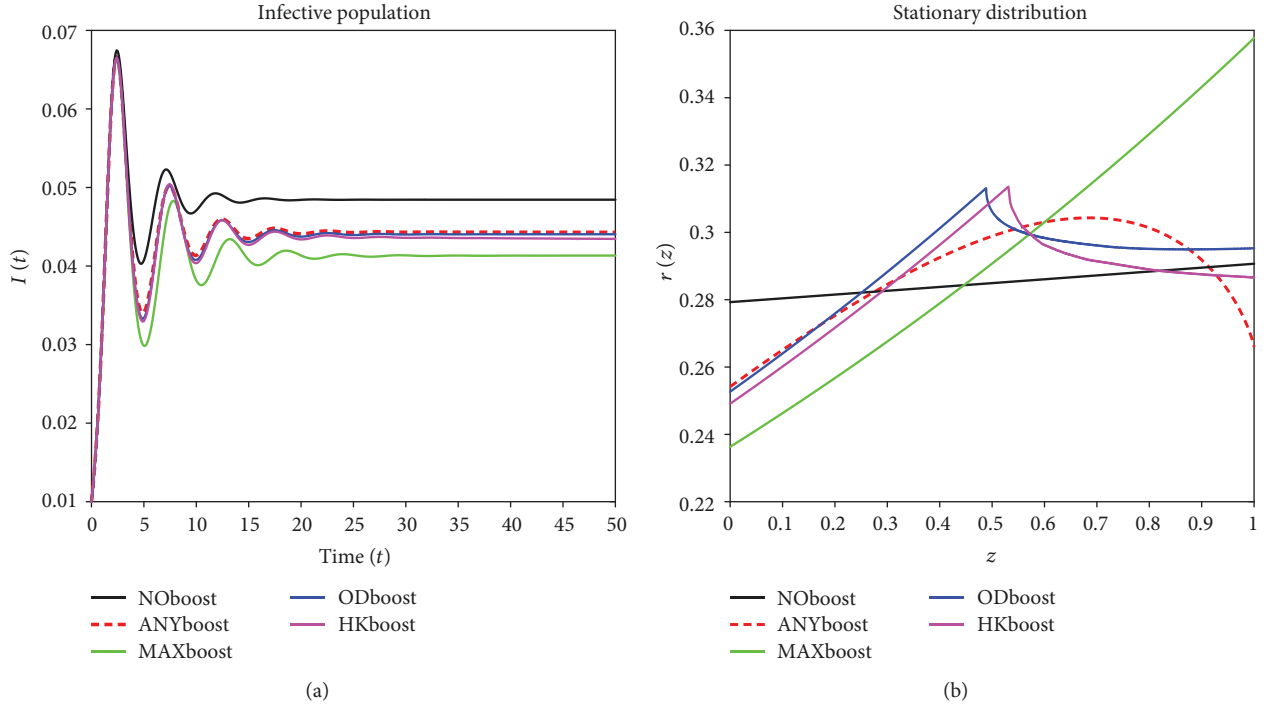 Infective population
0.07
0.06
0.05
0.04
0.03
0.02
0.01
I (t)
0 5 10 15 20 25 30 35 40 45 50
Time (t)
NOboost
ANYboost
MAXboost
ODboost
HKboost
(a)
Stationary distribution
0.36
0.34
0.32
0.3
0.28
0.26
0.24
0.22
r (z)
0 0.1 0.2 0.3 0.4 0.5 0.6 0.7 0.8 0.9 1
z
NOboost
ANYboost
MAXboost
ODboost
HKboost
(b)